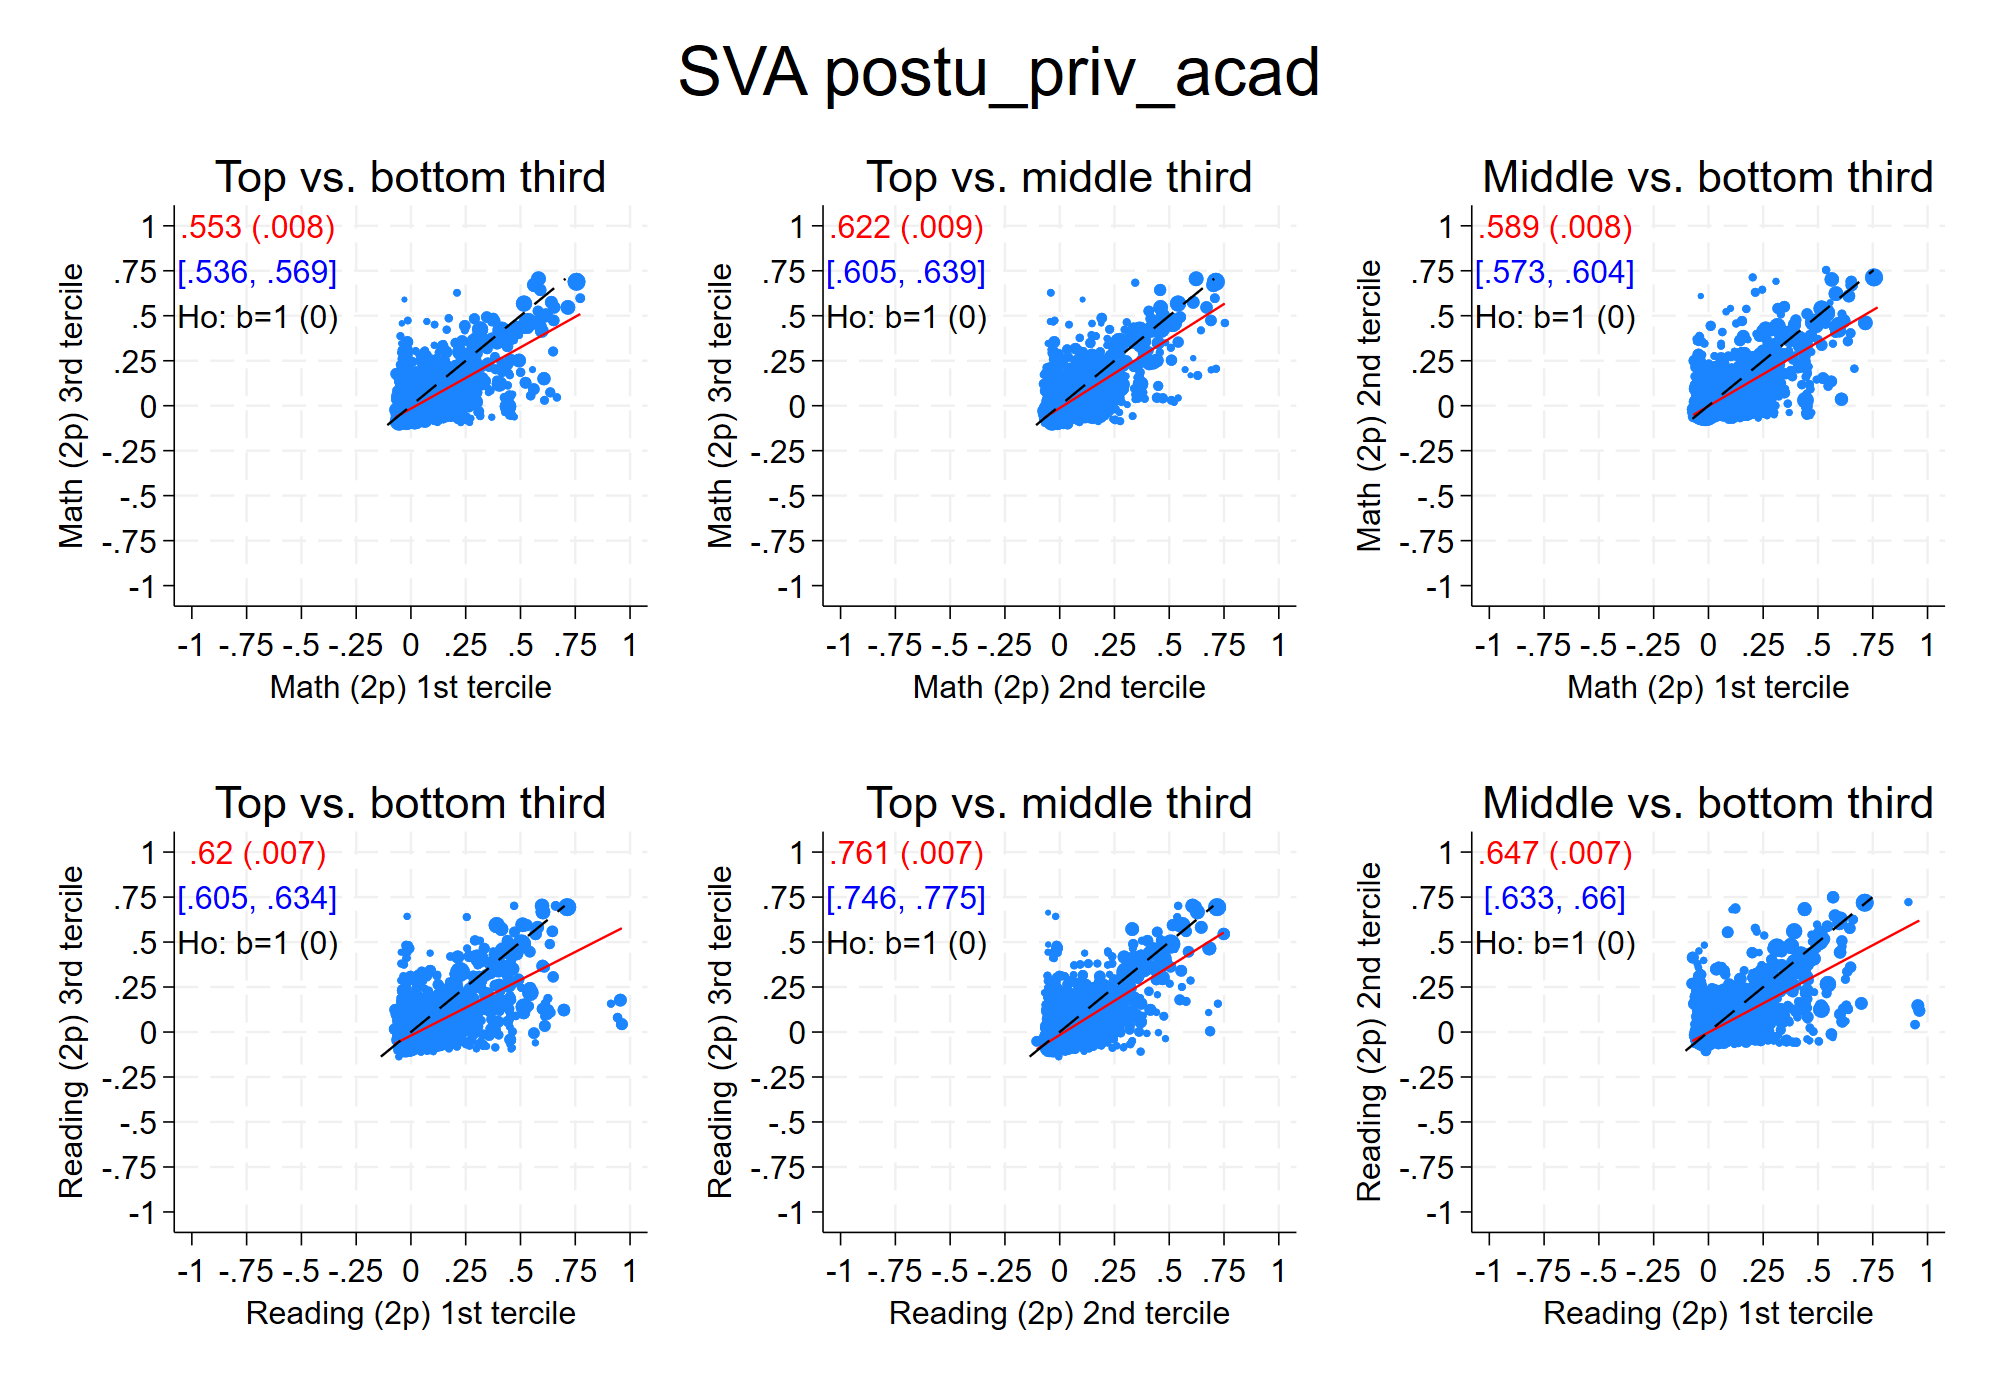 SVA postu_priv_acad
Top vs. bottom third
.553 (.008)
[.536, .569]
Ho: b=1 (0)
Math (2p) 3rd tercile
1
.75
.5
.25
0
-.25
-.5
-.75
-1
-1 -.75 -.5 -.25 0 .25 .5 .75 1
Math (2p) 1st tercile
Top vs. middle third
.622 (.009)
[.605, .639]
Ho: b=1 (0)
Math (2p) 3rd tercile
1
.75
.5
.25
0
-.25
-.5
-.75
-1
-1 -.75 -.5 -.25 0 .25 .5 .75 1
Math (2p) 2nd tercile
Middle vs. bottom third
.589 (.008)
[.573, .604]
Ho: b=1 (0)
Math (2p) 2nd tercile
1
.75
.5
.25
0
-.25
-.5
-.75
-1
-1 -.75 -.5 -.25 0 .25 .5 .75 1
Math (2p) 1st tercile
Top vs. bottom third
.62 (.007)
[.605, .634]
Ho: b=1 (0)
Reading (2p) 3rd tercile
1
.75
.5
.25
0
-.25
-.5
-.75
-1
-1 -.75 -.5 -.25 0 .25 .5 .75 1
Reading (2p) 1st tercile
Top vs. middle third
.761 (.007)
[.746, .775]
Ho: b=1 (0)
Reading (2p) 3rd tercile
1
.75
.5
.25
0
-.25
-.5
-.75
-1
-1 -.75 -.5 -.25 0 .25 .5 .75 1
Reading (2p) 2nd tercile
Middle vs. bottom third
.647 (.007)
[.633, .66]
Ho: b=1 (0)
Reading (2p) 2nd tercile
1
.75
.5
.25
0
-.25
-.5
-.75
-1
-1 -.75 -.5 -.25 0 .25 .5 .75 1
Reading (2p) 1st tercile